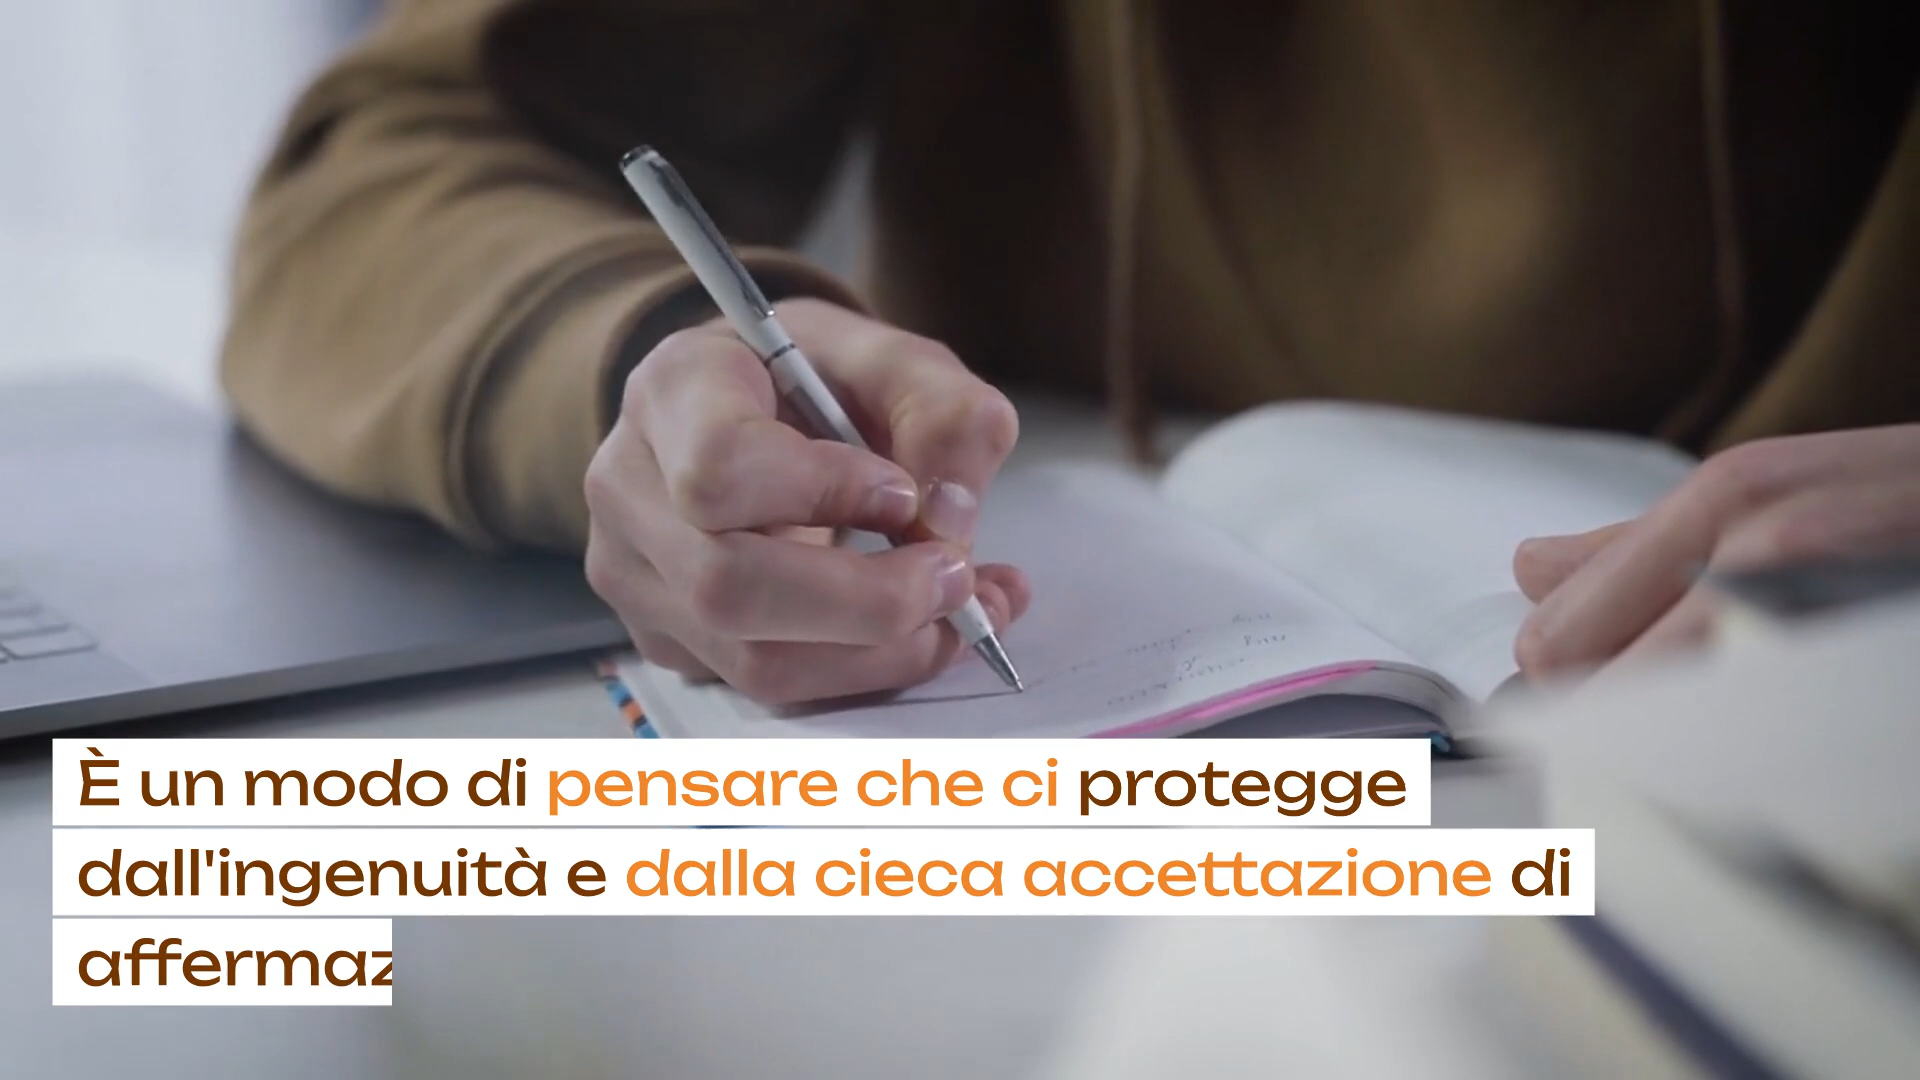 È un modo di pensare che ci protegge
dall'ingenuità e dalla cieca accettazione di
affermaz